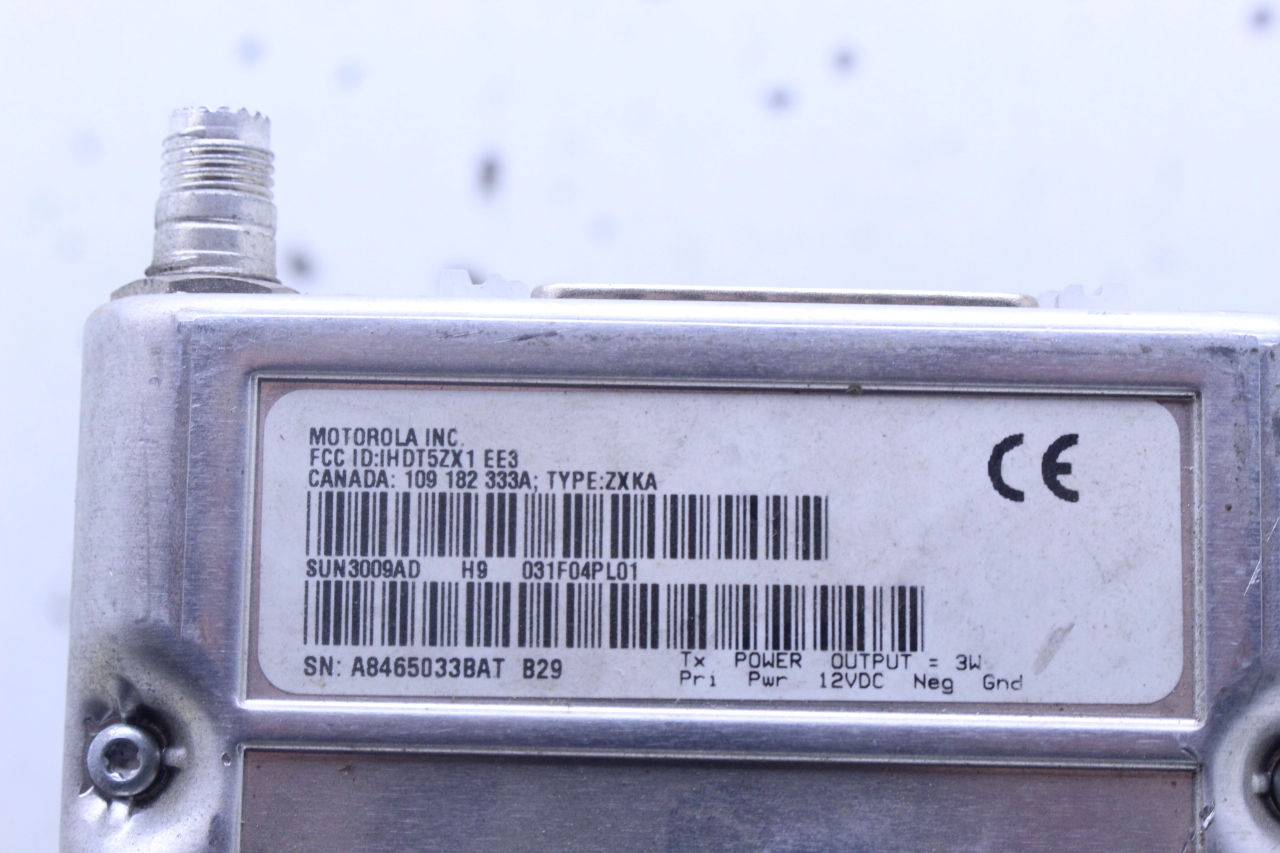 MOTOROLA INC.
CE
FCC ID:IHDT5ZX1 EE3
CANADA: 109 182 333A; TYPE:ZXKA
SUN3009AD H9 031F04PL01
SN: A8465033BAT B29
Tx POWER OUTPUT = 3W
Pri Pwr 12VDC Neg Gnd